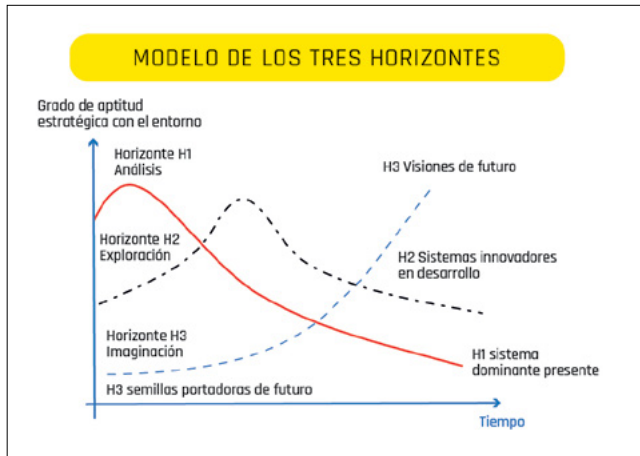 MODELO DE LOS TRES HORIZONTES
Grado de aptitud
estratégica con el entorno
Horizonte H1
Análisis
H3 Visiones de futuro
Horizonte H2
Exploración
H2 Sistemas innovadores
en desarrollo
Horizonte H3
Imaginación
H1 sistema
dominante presente
H3 semillas portadoras de futuro
Tiempo